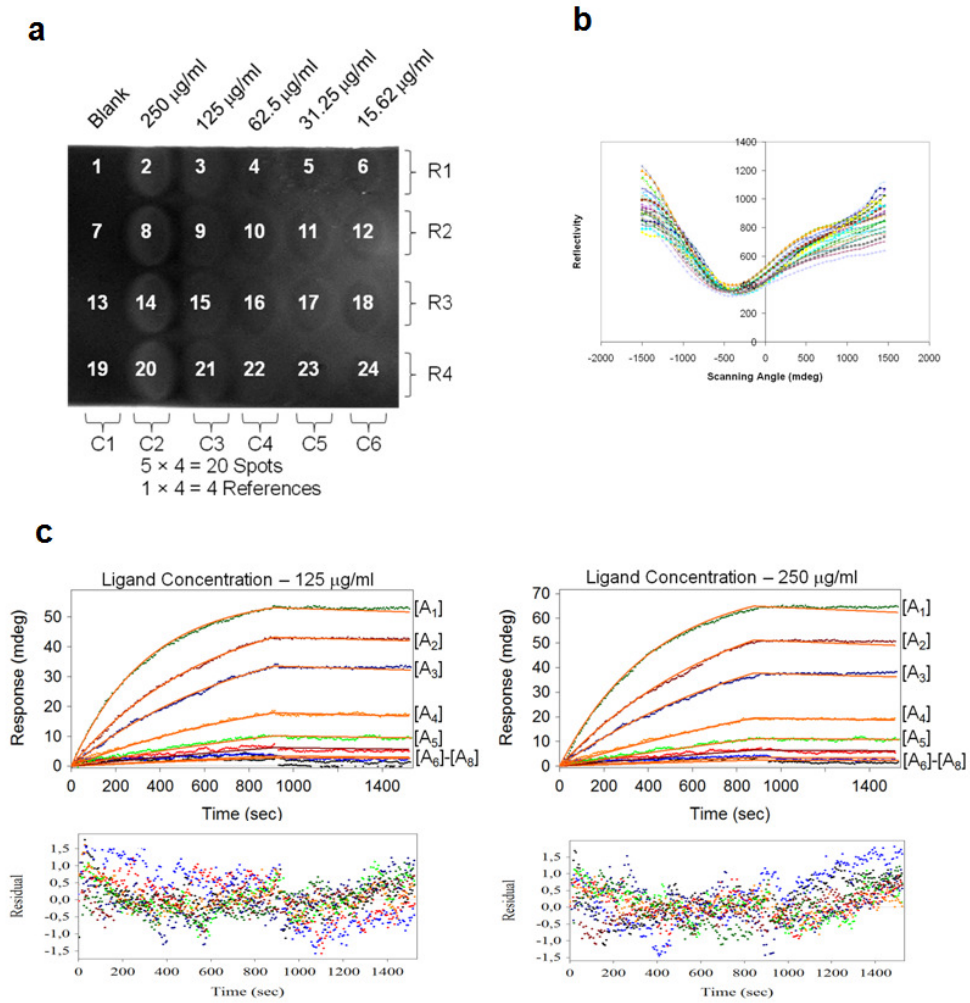 a
Blank 250 μg/ml 125 μg/ml 62.5 μg/ml 31.25 μg/ml 15.62 μg/ml
1 2 3 4 5 6 R1
7 8 9 10 11 12 R2
13 14 15 16 17 18 R3
19 20 21 22 23 24 R4
C1 C2 C3 C4 C5 C6
5 × 4 = 20 Spots
1 × 4 = 4 References
b
1400
1200
1000
800
600
400
200
0
Reflectivity
-2000 -1500 -1000 -500 0 500 1000 1500 2000
Scanning Angle (mdeg)
c
Ligand Concentration – 125 μg/ml
Response (mdeg)
50
40
30
20
10
0
[A1]
[A2]
[A3]
[A4]
[A5]
[A6]-[A8]
0 200 400 600 800 1000 1200 1400
Time (sec)
Residual
1,5
1,0
0,5
0,0
-0,5
-1,0
-1,5
0 200 400 600 800 1000 1200 1400
Time (sec)
Ligand Concentration – 250 μg/ml
Response (mdeg)
70
60
50
40
30
20
10
0
[A1]
[A2]
[A3]
[A4]
[A5]
[A6]-[A8]
0 200 400 600 800 1000 1200 1400
Time (sec)
Residual
1,5
1,0
0,5
0,0
-0,5
-1,0
-1,5
0 200 400 600 800 1000 1200 1400
Time (sec)